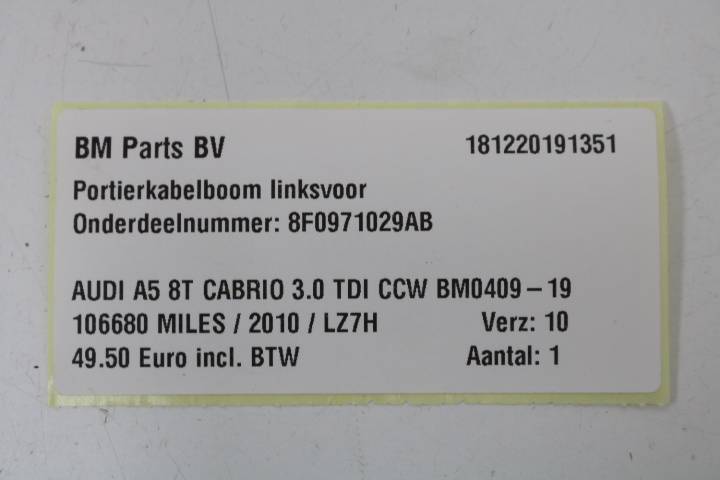 BM Parts BV 181220191351
Portierkabelboom linksvoor
Onderdeelnummer: 8F0971029AB
AUDI A5 8T CABRIO 3.0 TDI CCW BM0409-19
106680 MILES / 2010 / LZ7H Verz: 10
49.50 Euro incl. BTW Aantal: 1